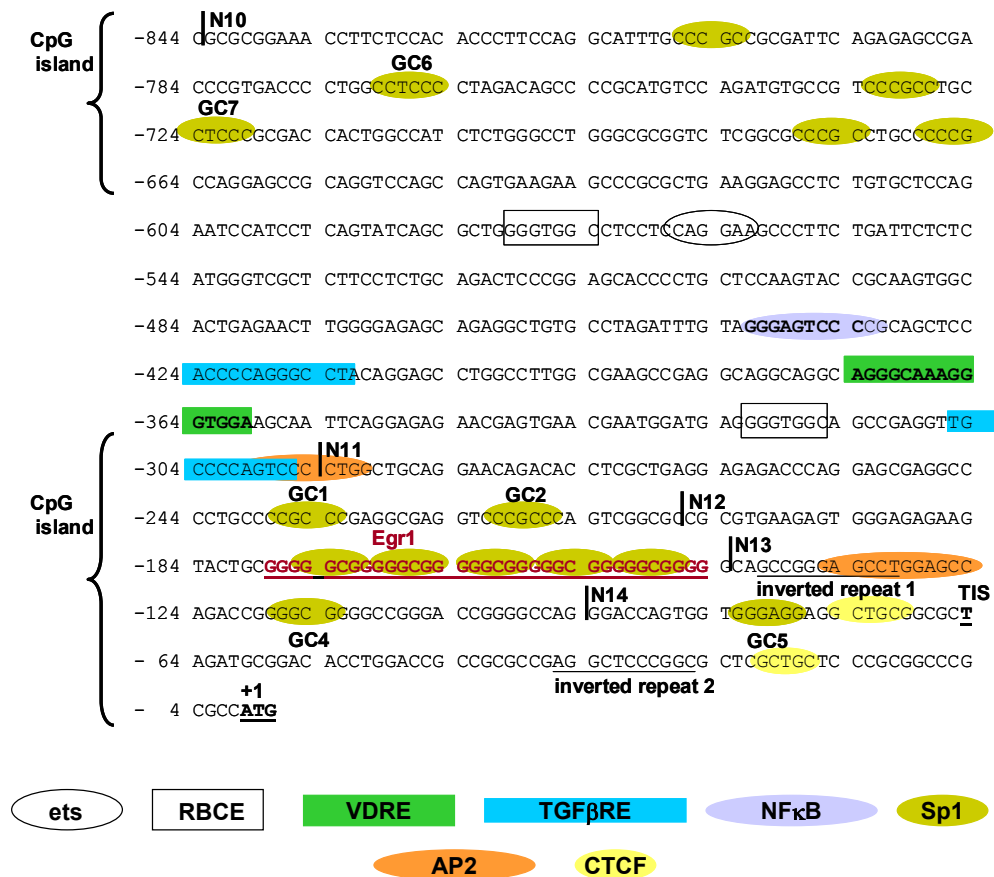 N10
-844 CGCGCGGAAA CCTTCTCCAC ACCCTTCCAG GCATTTGCCC GCCGCGATTC AGAGAGCCGA
CpG
island
GC6
-784 CCCGTGACCC CTGGCCTCCC CTAGACAGCC CCGCATGTCC AGATGTGCCG TCCCGCCTGC
GC7
-724 CTCCCGCGAC CACTGGCCAT CTCTGGGCCT GGGCGCGGTC TCGGCGCCCGC CTGCCCCCG
-664 CCAGGAGCCG CAGGTCCAGC CAGTGAAGAA GCCCGCGCTG AAGGAGCCTC TGTGCTCCAG
-604 AATCCATCCT CAGTATCAGC GCTGGGGTGGC CCTCCTCCAG GAAGCCCTTC TGATTCTCTC
-544 ATGGGTCGCT CTTCCTCTGC AGACTCCCGG AGCACCCCTG CTCCAAGTAC CGCAAGTGGC
-484 ACTGAGAACT TGGGGAGAGC AGAGGCTGTG CCTAGATTTG TAGGGAGTCC CCGCAGCTCC
-424 ACCCCAGGGC CTACAGGAGC CTGGCCTTGG CGAAGCCGAG GCAGGCAGGC AGGGCAAAGG
-364 GTGGAAGCAA TTCAGGAGAG AACGAGTGAA CGAATGGATG AGGGGTGGCA GCCGAGGTTG
N11
-304 CCCCAGTCCC CTGGCTGCAG GAACAGACAC CTCGCTGAGG AGAGACCCAG GAGCGAGGCC
CpG
island
GC1 GC2 N12
-244 CCTGCCCCGC CCGAGGCGAG GTCCCGCCCA GTCGGCGCCG CGTGAAGAGT GGGAGAGAAG
Egr1 N13
-184 TACTGCGGGG GCGGGGGCGG GGGCGGGGGC GGGGGCGGGG GCAGCCGGGA GCCTGGAGCC
inverted repeat 1
N14 TIS
-124 AGACCGGGGC GGGGCCGGGA CCGGGGCCAG GGACCAGTGG TGGGAGGAGG CTGCGGCGCT
GC4 GC5
- 64 AGATGCGGAC ACCTGGACCG CCGCGCCGAG GCTCCCGGCG CTCGCTGCTC CCGCGGCCCG
inverted repeat 2
+1
- 4 CGCCATG
ets RBCE VDRE TGFβRE NFκB Sp1
AP2 CTCF